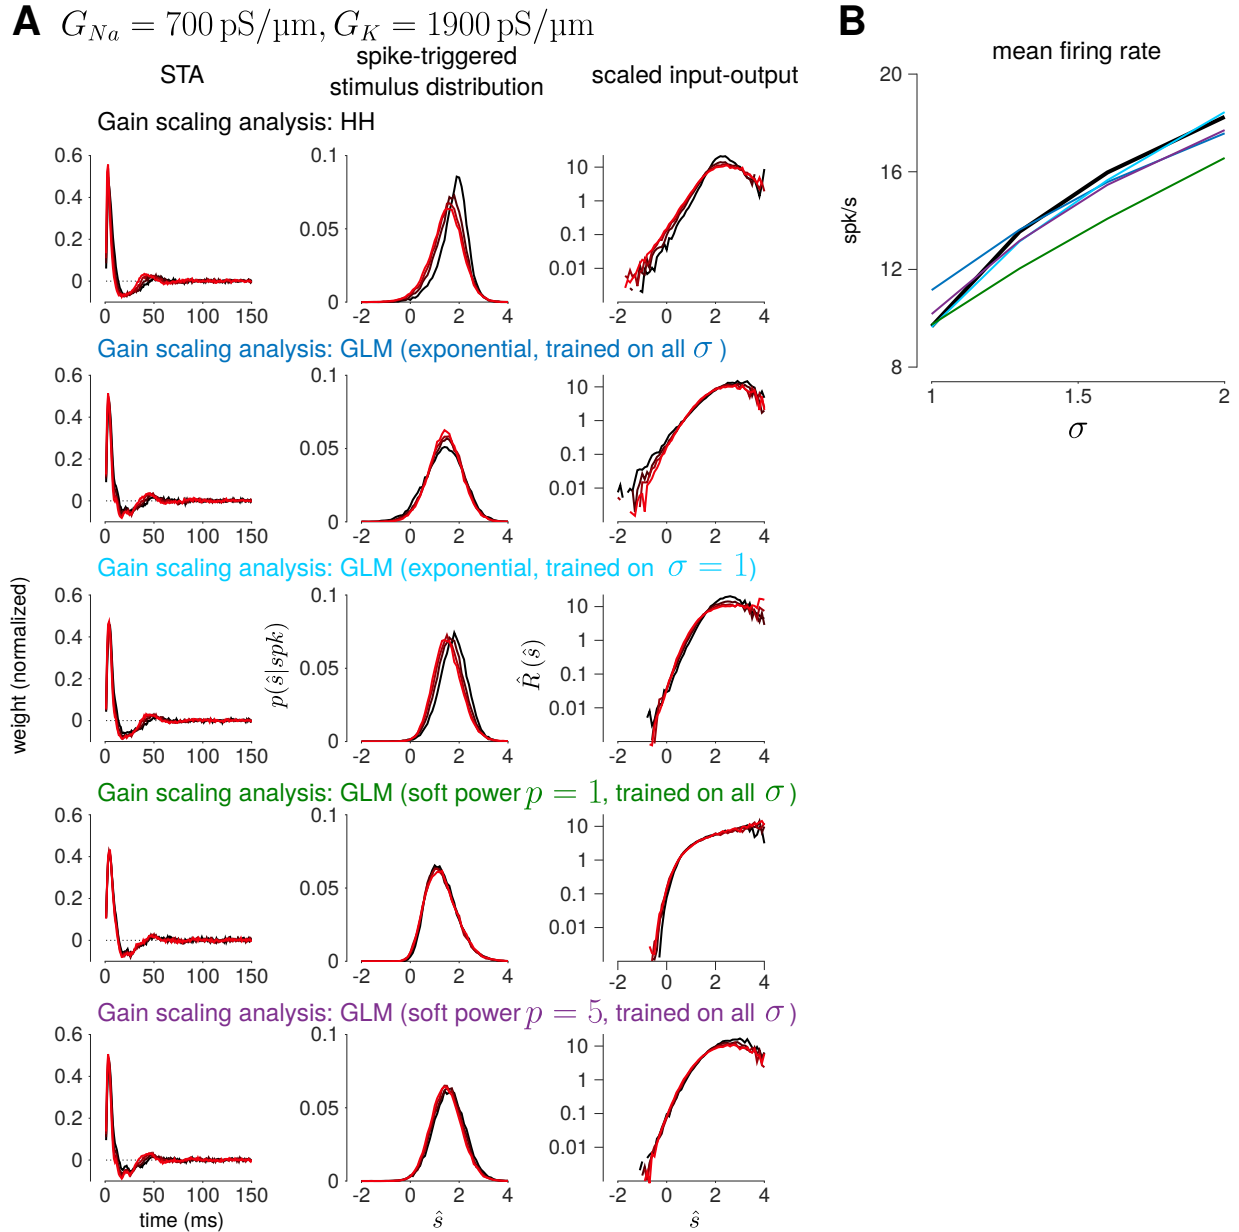 A G_{Na} = 700 pS/µm, G_K = 1900 pS/µm
STA
spike-triggered
stimulus distribution
scaled input-output
Gain scaling analysis: HH
0.6
0.4
0.2
0
0 50 100 150
0.1
0.05
0
-2 0 2 4
10
1
0.1
0.01
-2 0 2 4
Gain scaling analysis: GLM (exponential, trained on all σ )
0.6
0.4
0.2
0
0 50 100 150
0.1
0.05
0
-2 0 2 4
10
1
0.1
0.01
-2 0 2 4
Gain scaling analysis: GLM (exponential, trained on σ = 1)
weight (normalized)
0.6
0.4
0.2
0
0 50 100 150
p(ŝ|spk)
0.1
0.05
0
-2 0 2 4
R̂(ŝ)
10
1
0.1
0.01
-2 0 2 4
Gain scaling analysis: GLM (soft power p = 1, trained on all σ )
0.6
0.4
0.2
0
0 50 100 150
0.1
0.05
0
-2 0 2 4
10
1
0.1
0.01
-2 0 2 4
Gain scaling analysis: GLM (soft power p = 5, trained on all σ )
0.6
0.4
0.2
0
0 50 100 150
time (ms)
0.1
0.05
0
-2 0 2 4
ŝ
10
1
0.1
0.01
-2 0 2 4
ŝ
B
mean firing rate
spk/s
20
16
12
8
1 1.5 2
σ